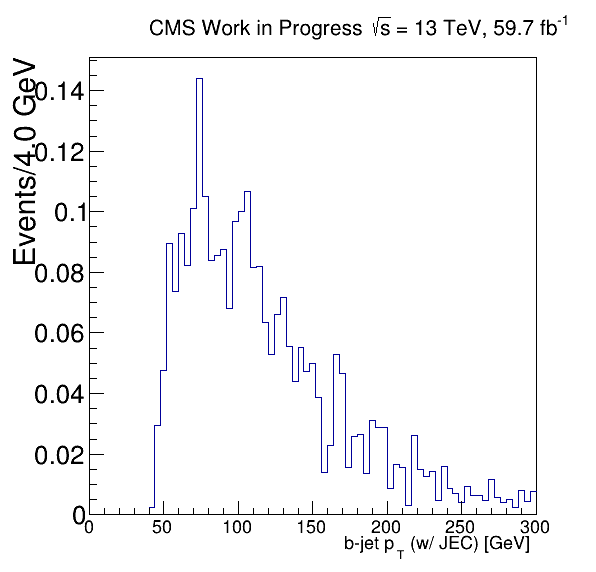 CMS Work in Progress √s = 13 TeV, 59.7 fb⁻¹
Events/4.0 GeV
0.14
0.12
0.1
0.08
0.06
0.04
0.02
0
0 50 100 150 200 250 300
b-jet p_T (w/ JEC) [GeV]